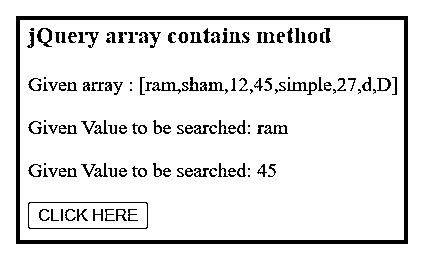 jQuery array contains method
Given array : [ram,sham,12,45,simple,27,d,D]
Given Value to be searched: ram
Given Value to be searched: 45
CLICK HERE